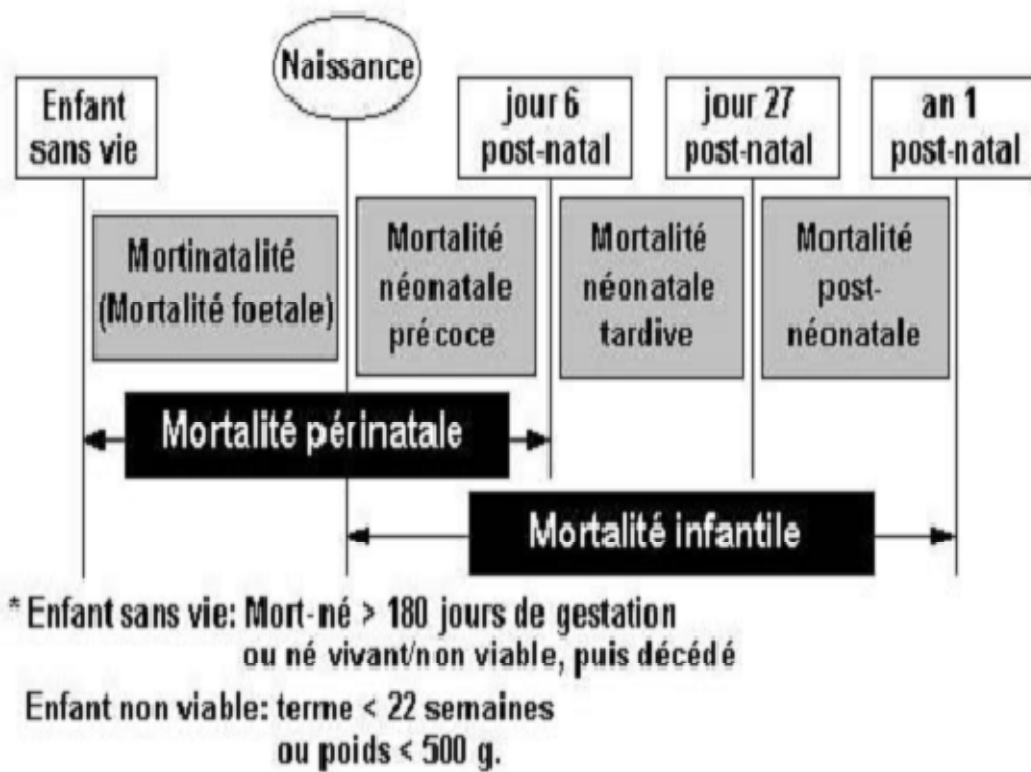 Naissance
Enfant
sans vie
jour 6
post-natal
jour 27
post-natal
an 1
post-natal
Mortinatalité
(Mortalité foetale)
Mortalité
néonatale
précoce
Mortalité
néonatale
tardive
Mortalité
post-
néonatale
Mortalité périnatale
Mortalité infantile
* Enfant sans vie: Mort-né > 180 jours de gestation
ou né vivant/non viable, puis décédé
Enfant non viable: terme < 22 semaines
ou poids < 500 g.